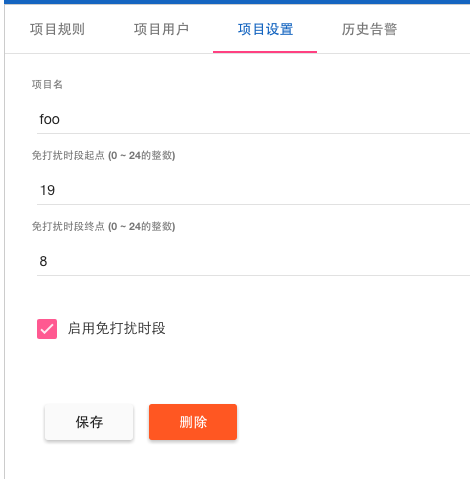 项目规则 项目用户 项目设置 历史告警
项目名
foo
免打扰时段起点 (0 ~ 24的整数)
19
免打扰时段终点 (0 ~ 24的整数)
8
启用免打扰时段
保存 删除